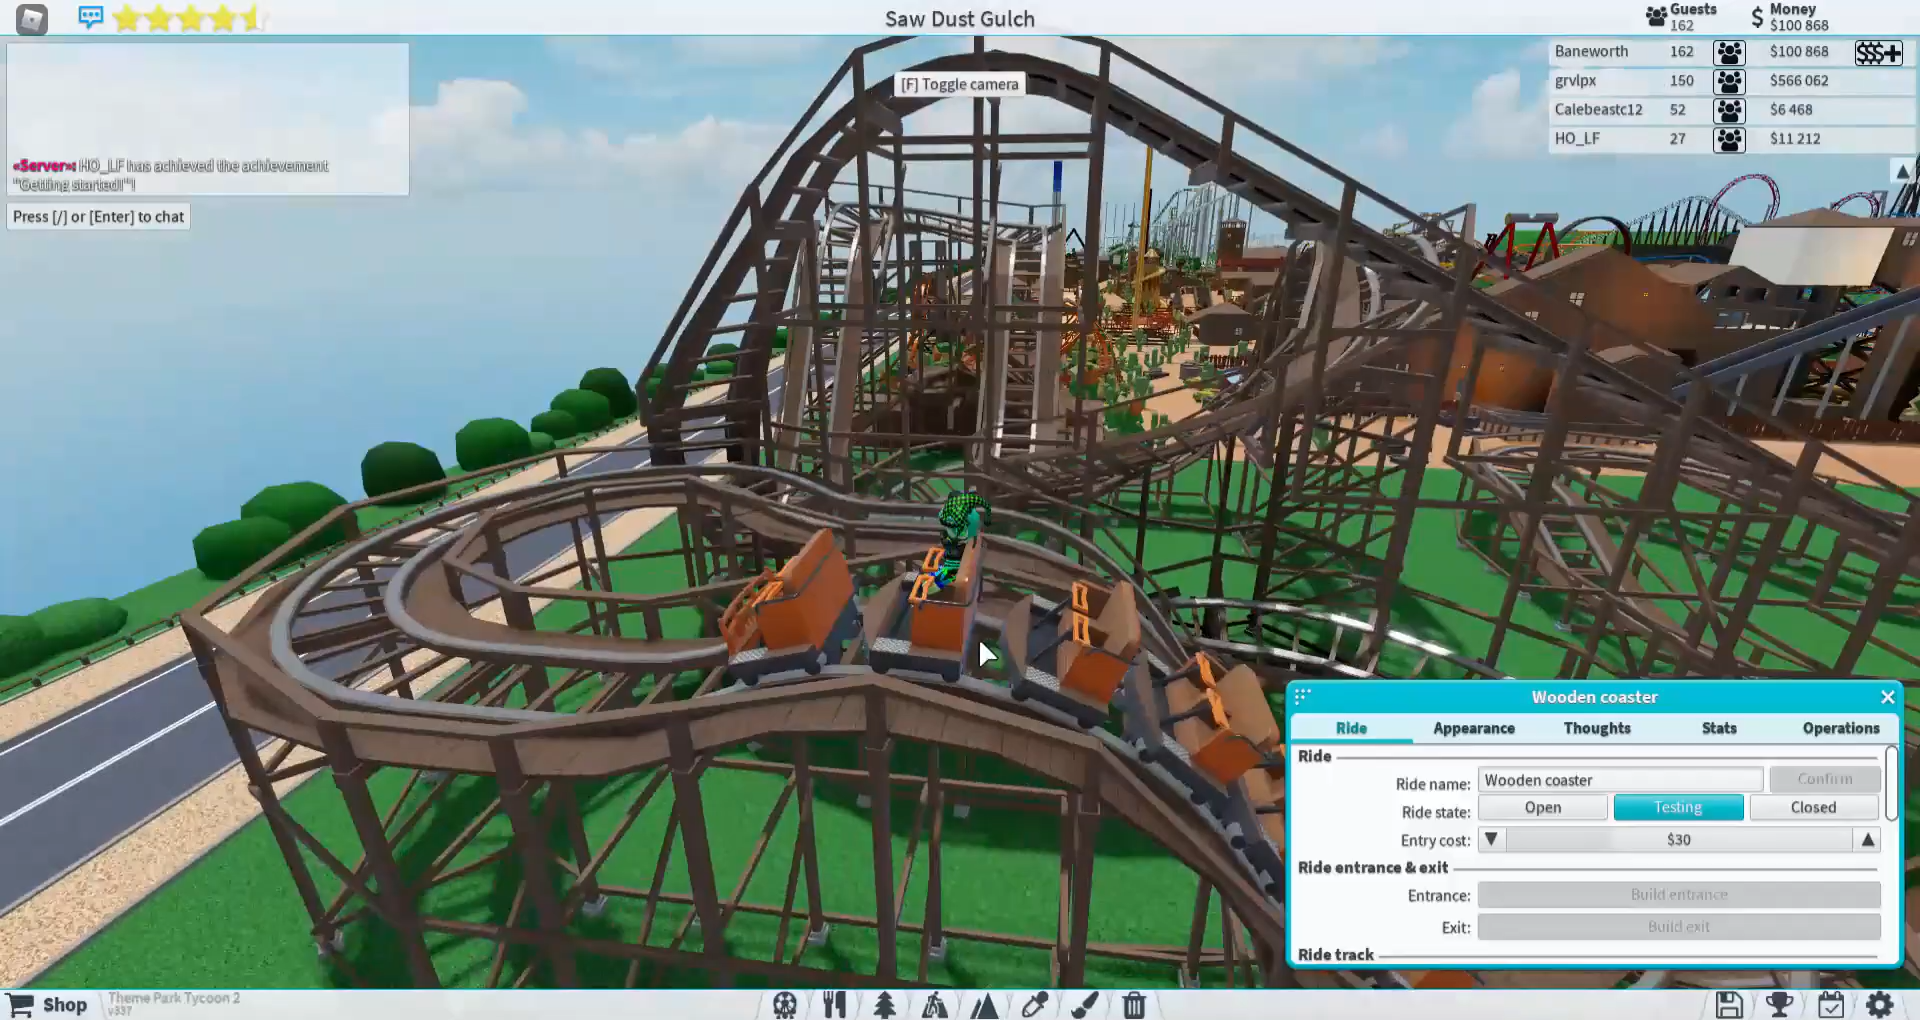 Saw Dust Gulch
Guests
162
$ Money
$100 868
[F] Toggle camera
Baneworth 162 $100 868 $$$+
grvlpx 150 $566 062
Calebeastc12 52 $6 468
HO_LF 27 $11 212
«Server»: HO_LF has achieved the achievement
"Getting started!"!
Press [/] or [Enter] to chat
Wooden coaster
Ride Appearance Thoughts Stats Operations
Ride
Ride name: Wooden coaster Confirm
Ride state: Open Testing Closed
Entry cost: $30
Ride entrance & exit
Entrance: Build entrance
Exit: Build exit
Ride track
Shop
Theme Park Tycoon 2
v337